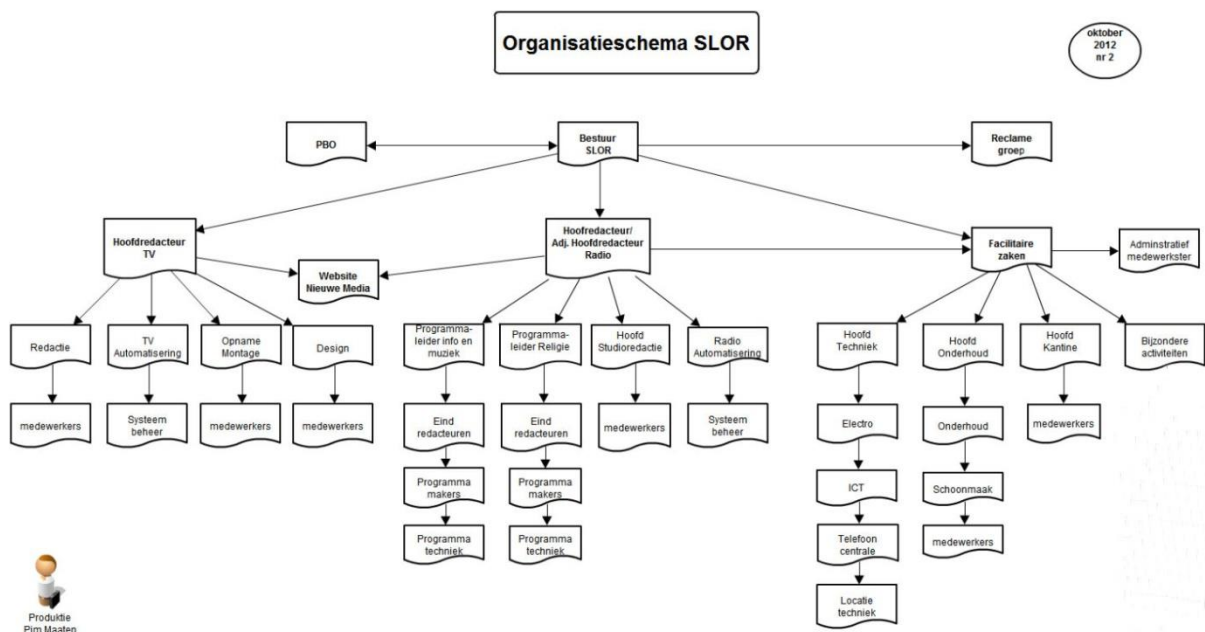 Organisatieschema SLOR
oktober
2012
nr 2
PBO
Bestuur
SLOR
Reclame
groep
Hoofdredacteur
TV
Website
Nieuwe Media
Hoofredacteur/
Adj. Hoofdredacteur
Radio
Facilitaire
zaken
Adminstratief
medewerkster
Redactie
TV
Automatisering
Opname
Montage
Design
Programma-
leider info en
muziek
Programma-
leider Religie
Hoofd
Studioredactie
Radio
Automatisering
Hoofd
Techniek
Hoofd
Onderhoud
Hoofd
Kantine
Bijzondere
activiteiten
medewerkers
Systeem
beheer
medewerkers
medewerkers
Eind
redacteuren
Eind
redacteuren
medewerkers
Systeem
beheer
Electro
Onderhoud
medewerkers
Programma
makers
Programma
makers
ICT
Schoonmaak
Programma
techniek
Programma
techniek
Telefoon
centrale
medewerkers
Locatie
techniek
Produktie
Pim Maaten